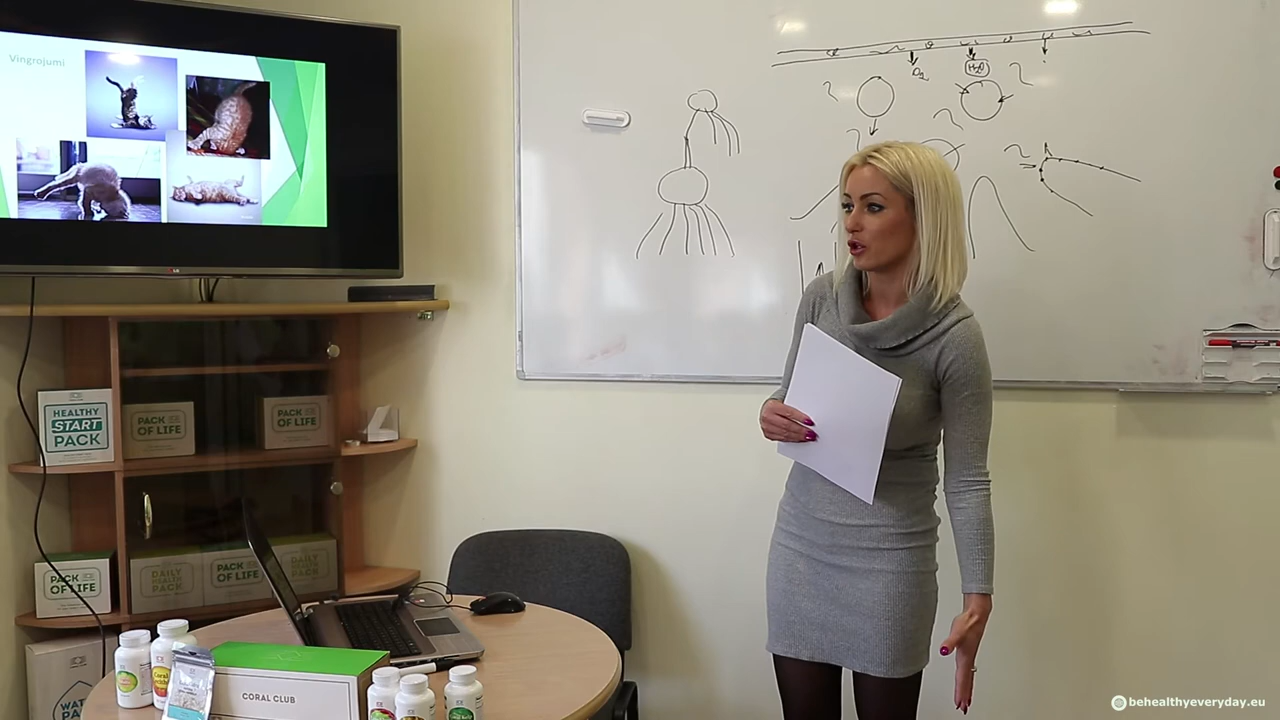 Vingrojumi
O₂
H₂O
HEALTHY
START
PACK
PACK
OF LIFE
PACK
OF LIFE
PACK
OF LIFE
DAILY
HEALTH
PACK
PACK
OF LIFE
DAILY
HEALTH
PACK
CORAL CLUB
LG
behealthyeveryday.eu